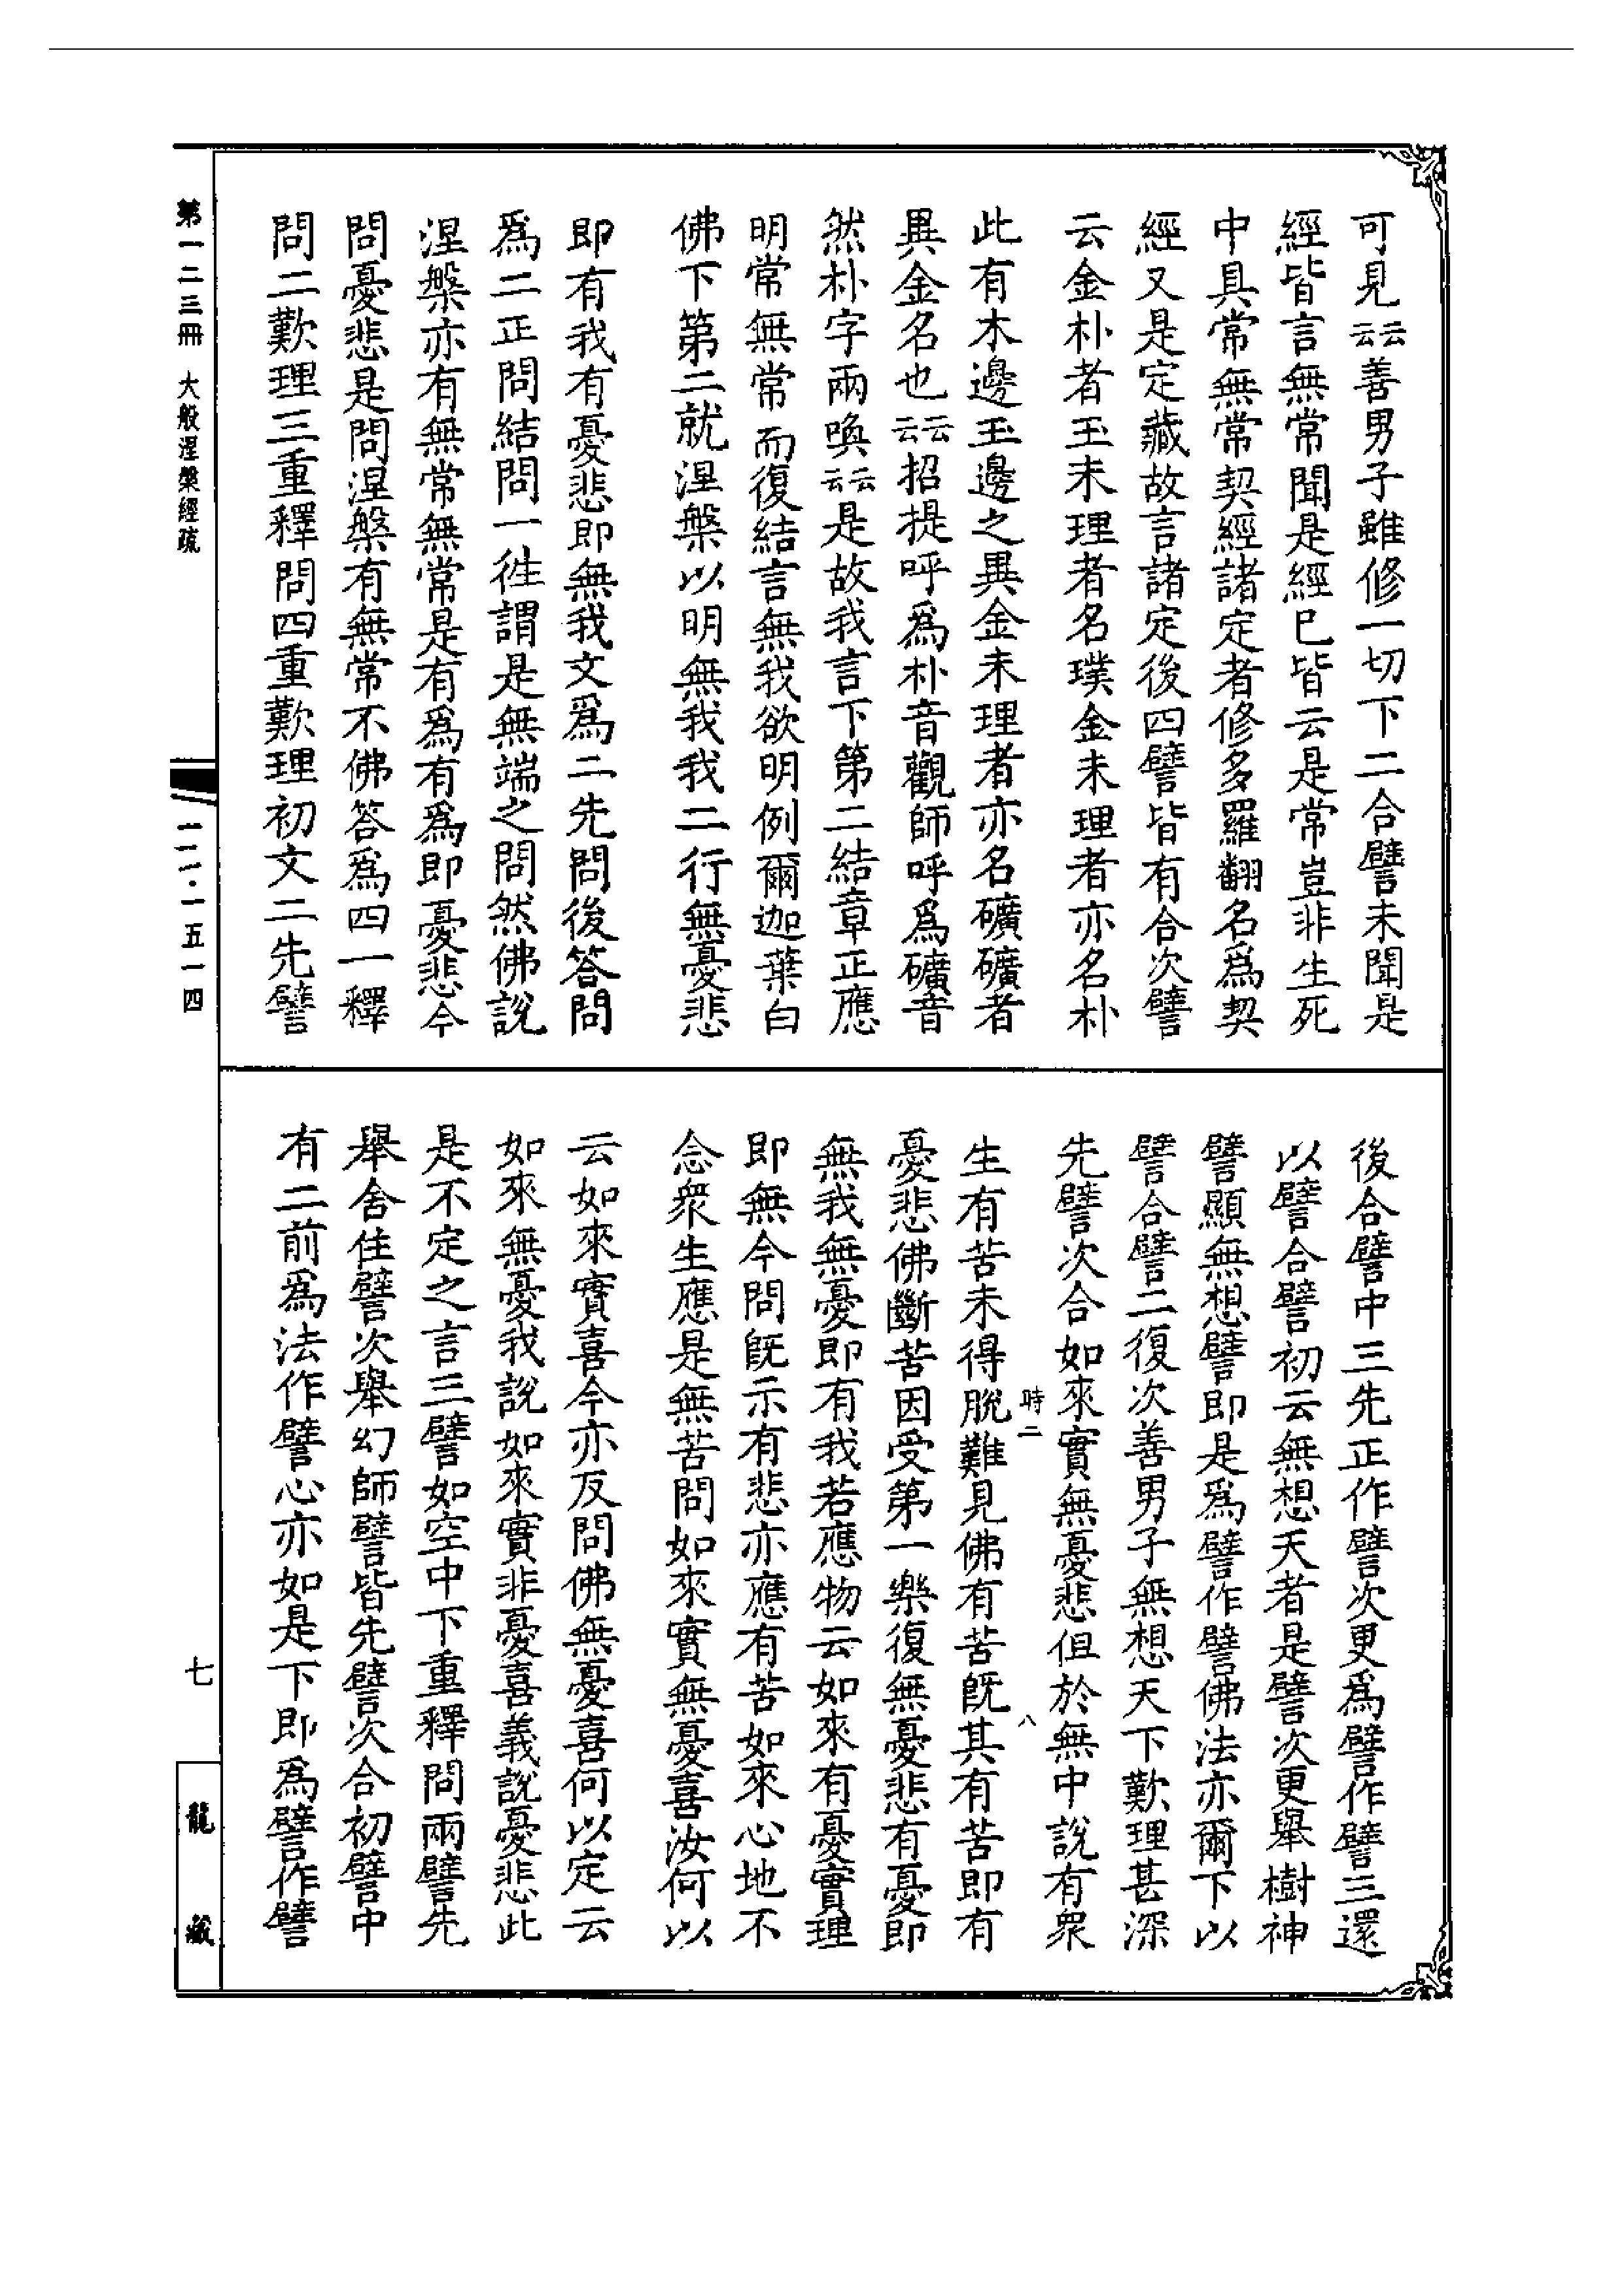 可見云云善男子雖修一切下二合譬未聞是
經皆言無常聞是經已皆云是常豈非生死
中具常無常契經諸定者修多羅翻名爲契
經又是定藏故言諸定後四譬皆有合次譬
云金朴者玉未理者名璞金未理者亦名朴
此有木邊玉邊之異金未理者亦名礦礦者
異金名也云云招提呼爲朴音觀師呼爲礦音
然朴字兩喚云云是故我言下第二結章正應
明常無常而復結言無我欲明例爾迦葉白
佛下第二就涅槃以明無我我二行無憂悲
即有我有憂悲即無我文爲二先問後答問
爲二正問結問一徃謂是無端之問然佛說
涅槃亦有無常無常是有爲有爲即憂悲今
問憂悲是問涅槃有無常不佛答爲四一釋
問二歎理三重釋問四重歎理初文二先譬
後合譬中三先正作譬次更爲譬作譬三還
以譬合譬初云無想天者是譬次更舉樹神
譬顯無想譬即是爲譬作譬佛法亦爾下以
譬合譬二復次善男子無想天下歎理甚深
先譬次合如來實無憂悲但於無中說有衆
時二 八
生有苦未得脫難見佛有苦旣其有苦即有
憂悲佛斷苦因受第一樂復無憂悲有憂即
無我無憂即有我若應物云如來有憂實理
即無今問旣示有悲亦應有苦如來心地不
念衆生應是無苦問如來實無憂喜汝何以
云如來實喜今亦反問佛無憂喜何以定云
如來無憂我說如來實非憂喜義說憂悲此
是不定之言三譬如空中下重釋問兩譬先
舉舍住譬次舉幻師譬皆先譬次合初譬中
有二前爲法作譬心亦如是下即爲譬作譬
第一二三冊 大般涅槃經疏
一二一·一五一四
七
龍藏